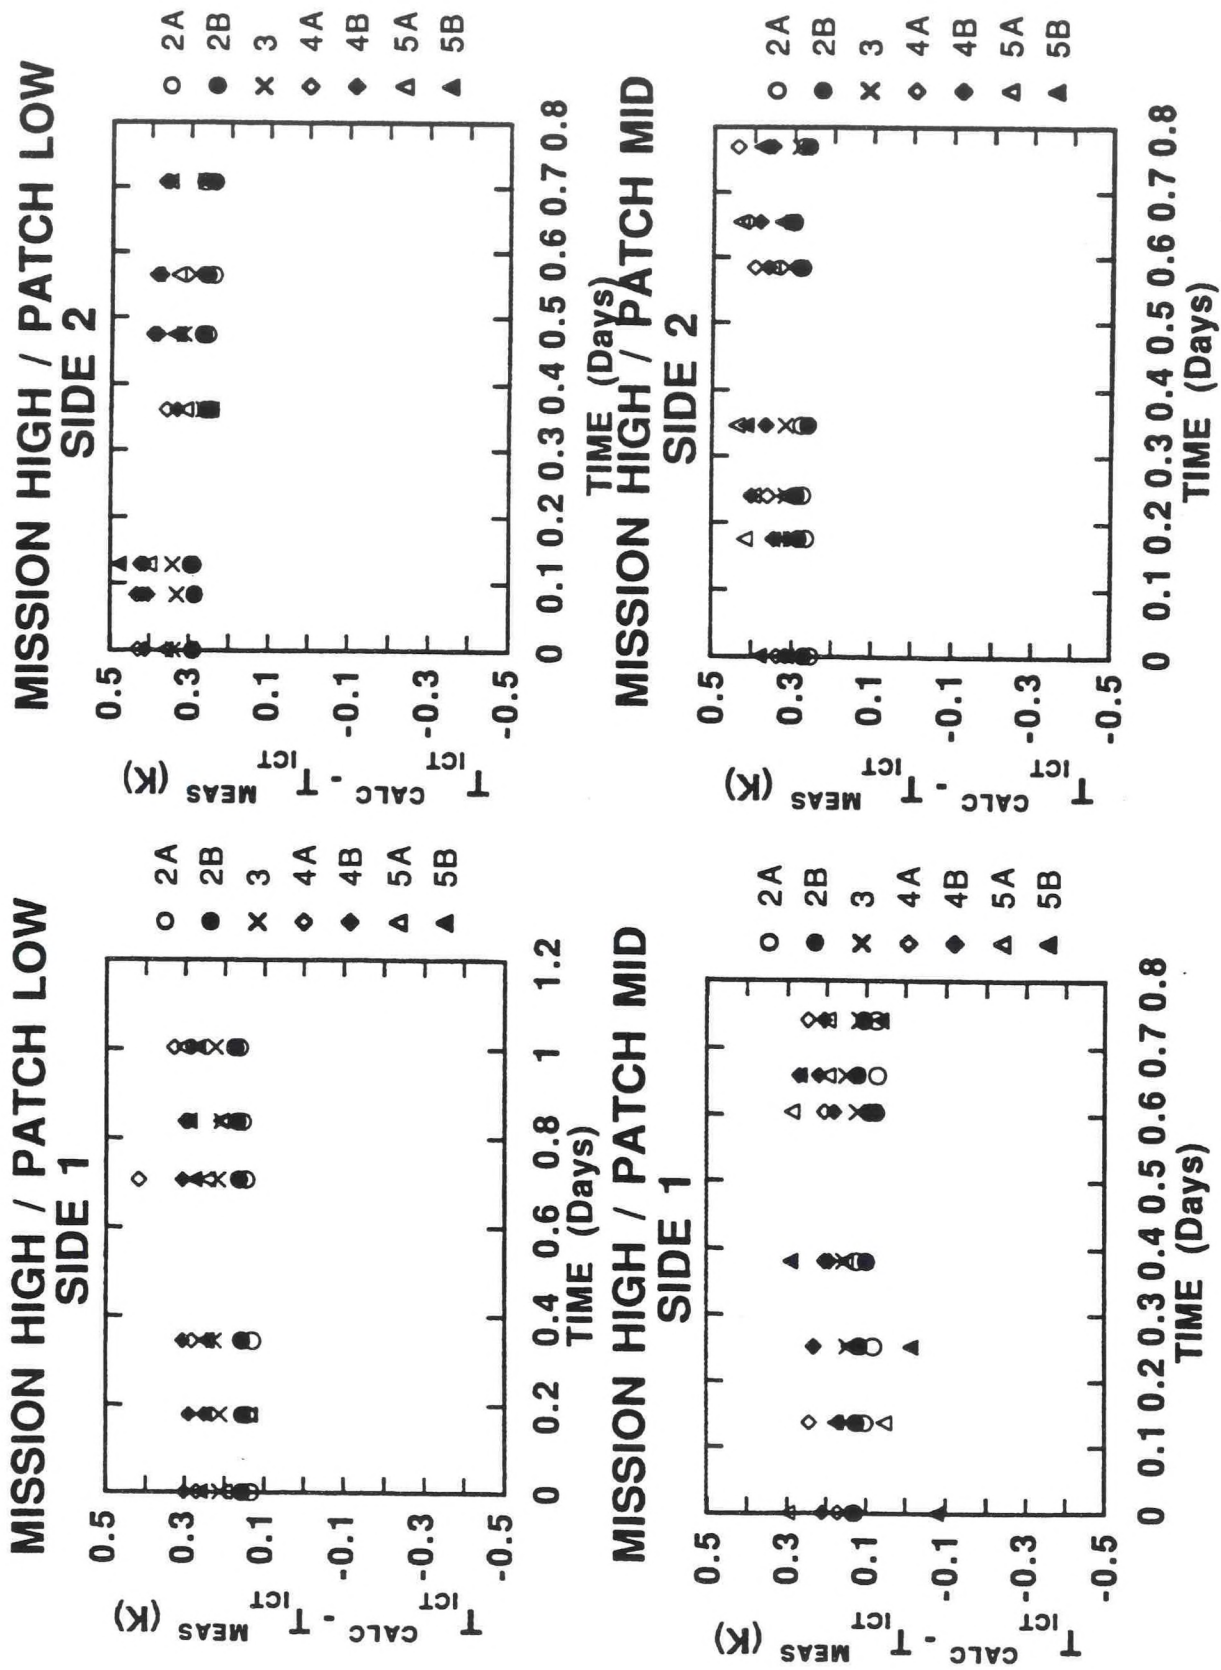 MISSION HIGH / PATCH LOW
SIDE 1
0.5
0.3
0.1
-0.1
-0.3
-0.5
T ICT CALC - T ICT MEAS (K)
0 0.2 0.4 0.6 0.8 1 1.2
TIME (Days)
2A
2B
3
4A
4B
5A
5B
MISSION HIGH / PATCH LOW
SIDE 2
0.5
0.3
0.1
-0.1
-0.3
-0.5
T ICT CALC - T ICT MEAS (K)
0 0.1 0.2 0.3 0.4 0.5 0.6 0.7 0.8
TIME (Days)
2A
2B
3
4A
4B
5A
5B
MISSION HIGH / PATCH MID
SIDE 1
0.5
0.3
0.1
-0.1
-0.3
-0.5
T ICT CALC - T ICT MEAS (K)
0 0.1 0.2 0.3 0.4 0.5 0.6 0.7 0.8
TIME (Days)
2A
2B
3
4A
4B
5A
5B
MISSION HIGH / PATCH MID
SIDE 2
0.5
0.3
0.1
-0.1
-0.3
-0.5
T ICT CALC - T ICT MEAS (K)
0 0.1 0.2 0.3 0.4 0.5 0.6 0.7 0.8
TIME (Days)
2A
2B
3
4A
4B
5A
5B